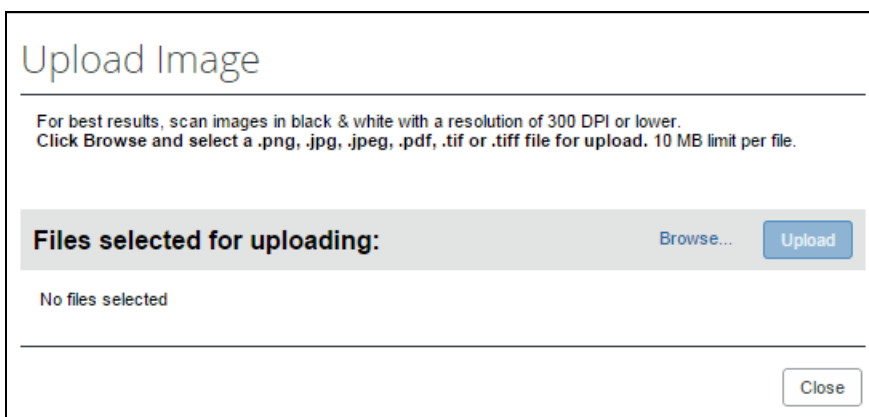 Upload Image
For best results, scan images in black & white with a resolution of 300 DPI or lower.
Click Browse and select a .png, .jpg, .jpeg, .pdf, .tif or .tiff file for upload. 10 MB limit per file.
Files selected for uploading: Browse... Upload
No files selected
Close